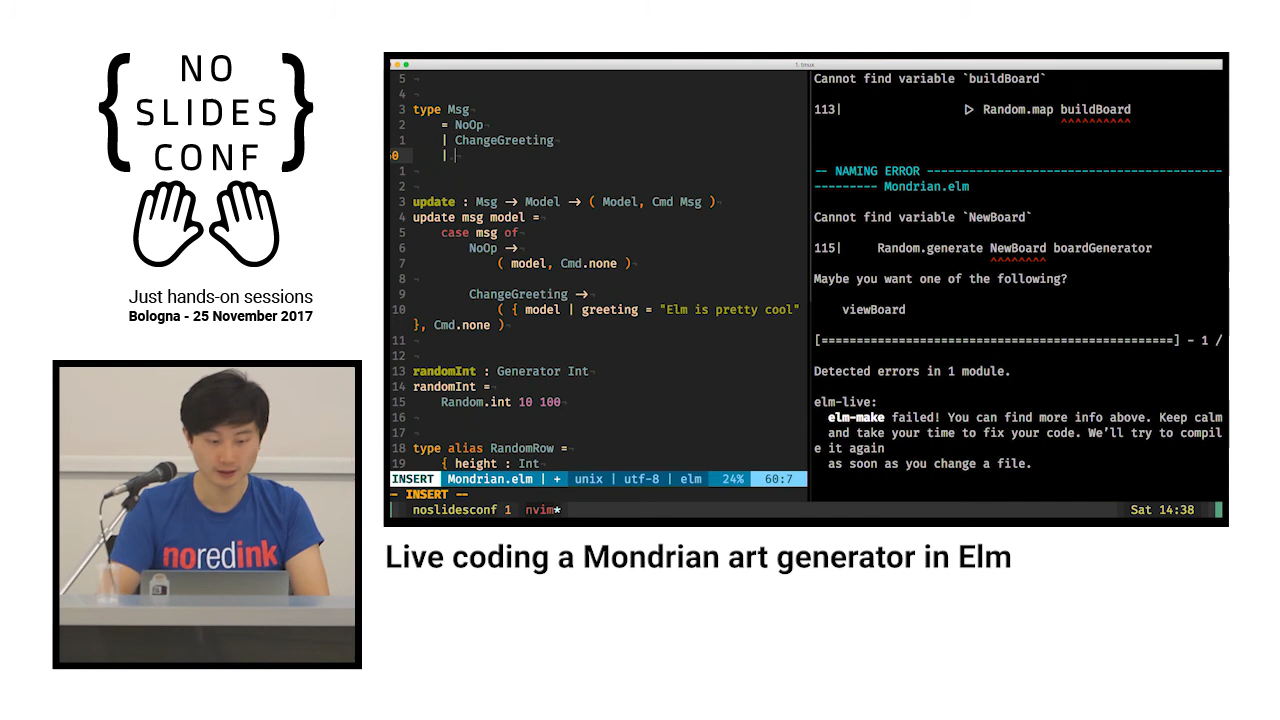 NO
SLIDES
CONF
Just hands-on sessions
Bologna - 25 November 2017
noredink
1. tmux
5 ¬
4 ¬
3 type Msg¬
2 = NoOp¬
1 | ChangeGreeting¬
60 | ¬
1 ¬
2 ¬
3 update : Msg → Model → ( Model, Cmd Msg )¬
4 update msg model =¬
5 case msg of¬
6 NoOp →¬
7 ( model, Cmd.none )¬
8 ¬
9 ChangeGreeting →¬
10 ( { model | greeting = "Elm is pretty cool"
}, Cmd.none )¬
11 ¬
12 ¬
13 randomInt : Generator Int¬
14 randomInt =¬
15 Random.int 10 100¬
16 ¬
17 ¬
18 type alias RandomRow =¬
19 { height : Int¬
INSERT Mondrian.elm | + unix | utf-8 | elm 24% 60:7
-- INSERT --
noslidesconf 1 nvim* Sat 14:38
Cannot find variable `buildBoard`
113| |> Random.map buildBoard
^^^^^^^^^^
-- NAMING ERROR ------------------------------------------
--------- Mondrian.elm
Cannot find variable `NewBoard`
115| Random.generate NewBoard boardGenerator
^^^^^^^^
Maybe you want one of the following?
viewBoard
[==================================================] - 1 /
Detected errors in 1 module.
elm-live:
elm-make failed! You can find more info above. Keep calm
and take your time to fix your code. We'll try to compil
e it again
as soon as you change a file.
Live coding a Mondrian art generator in Elm